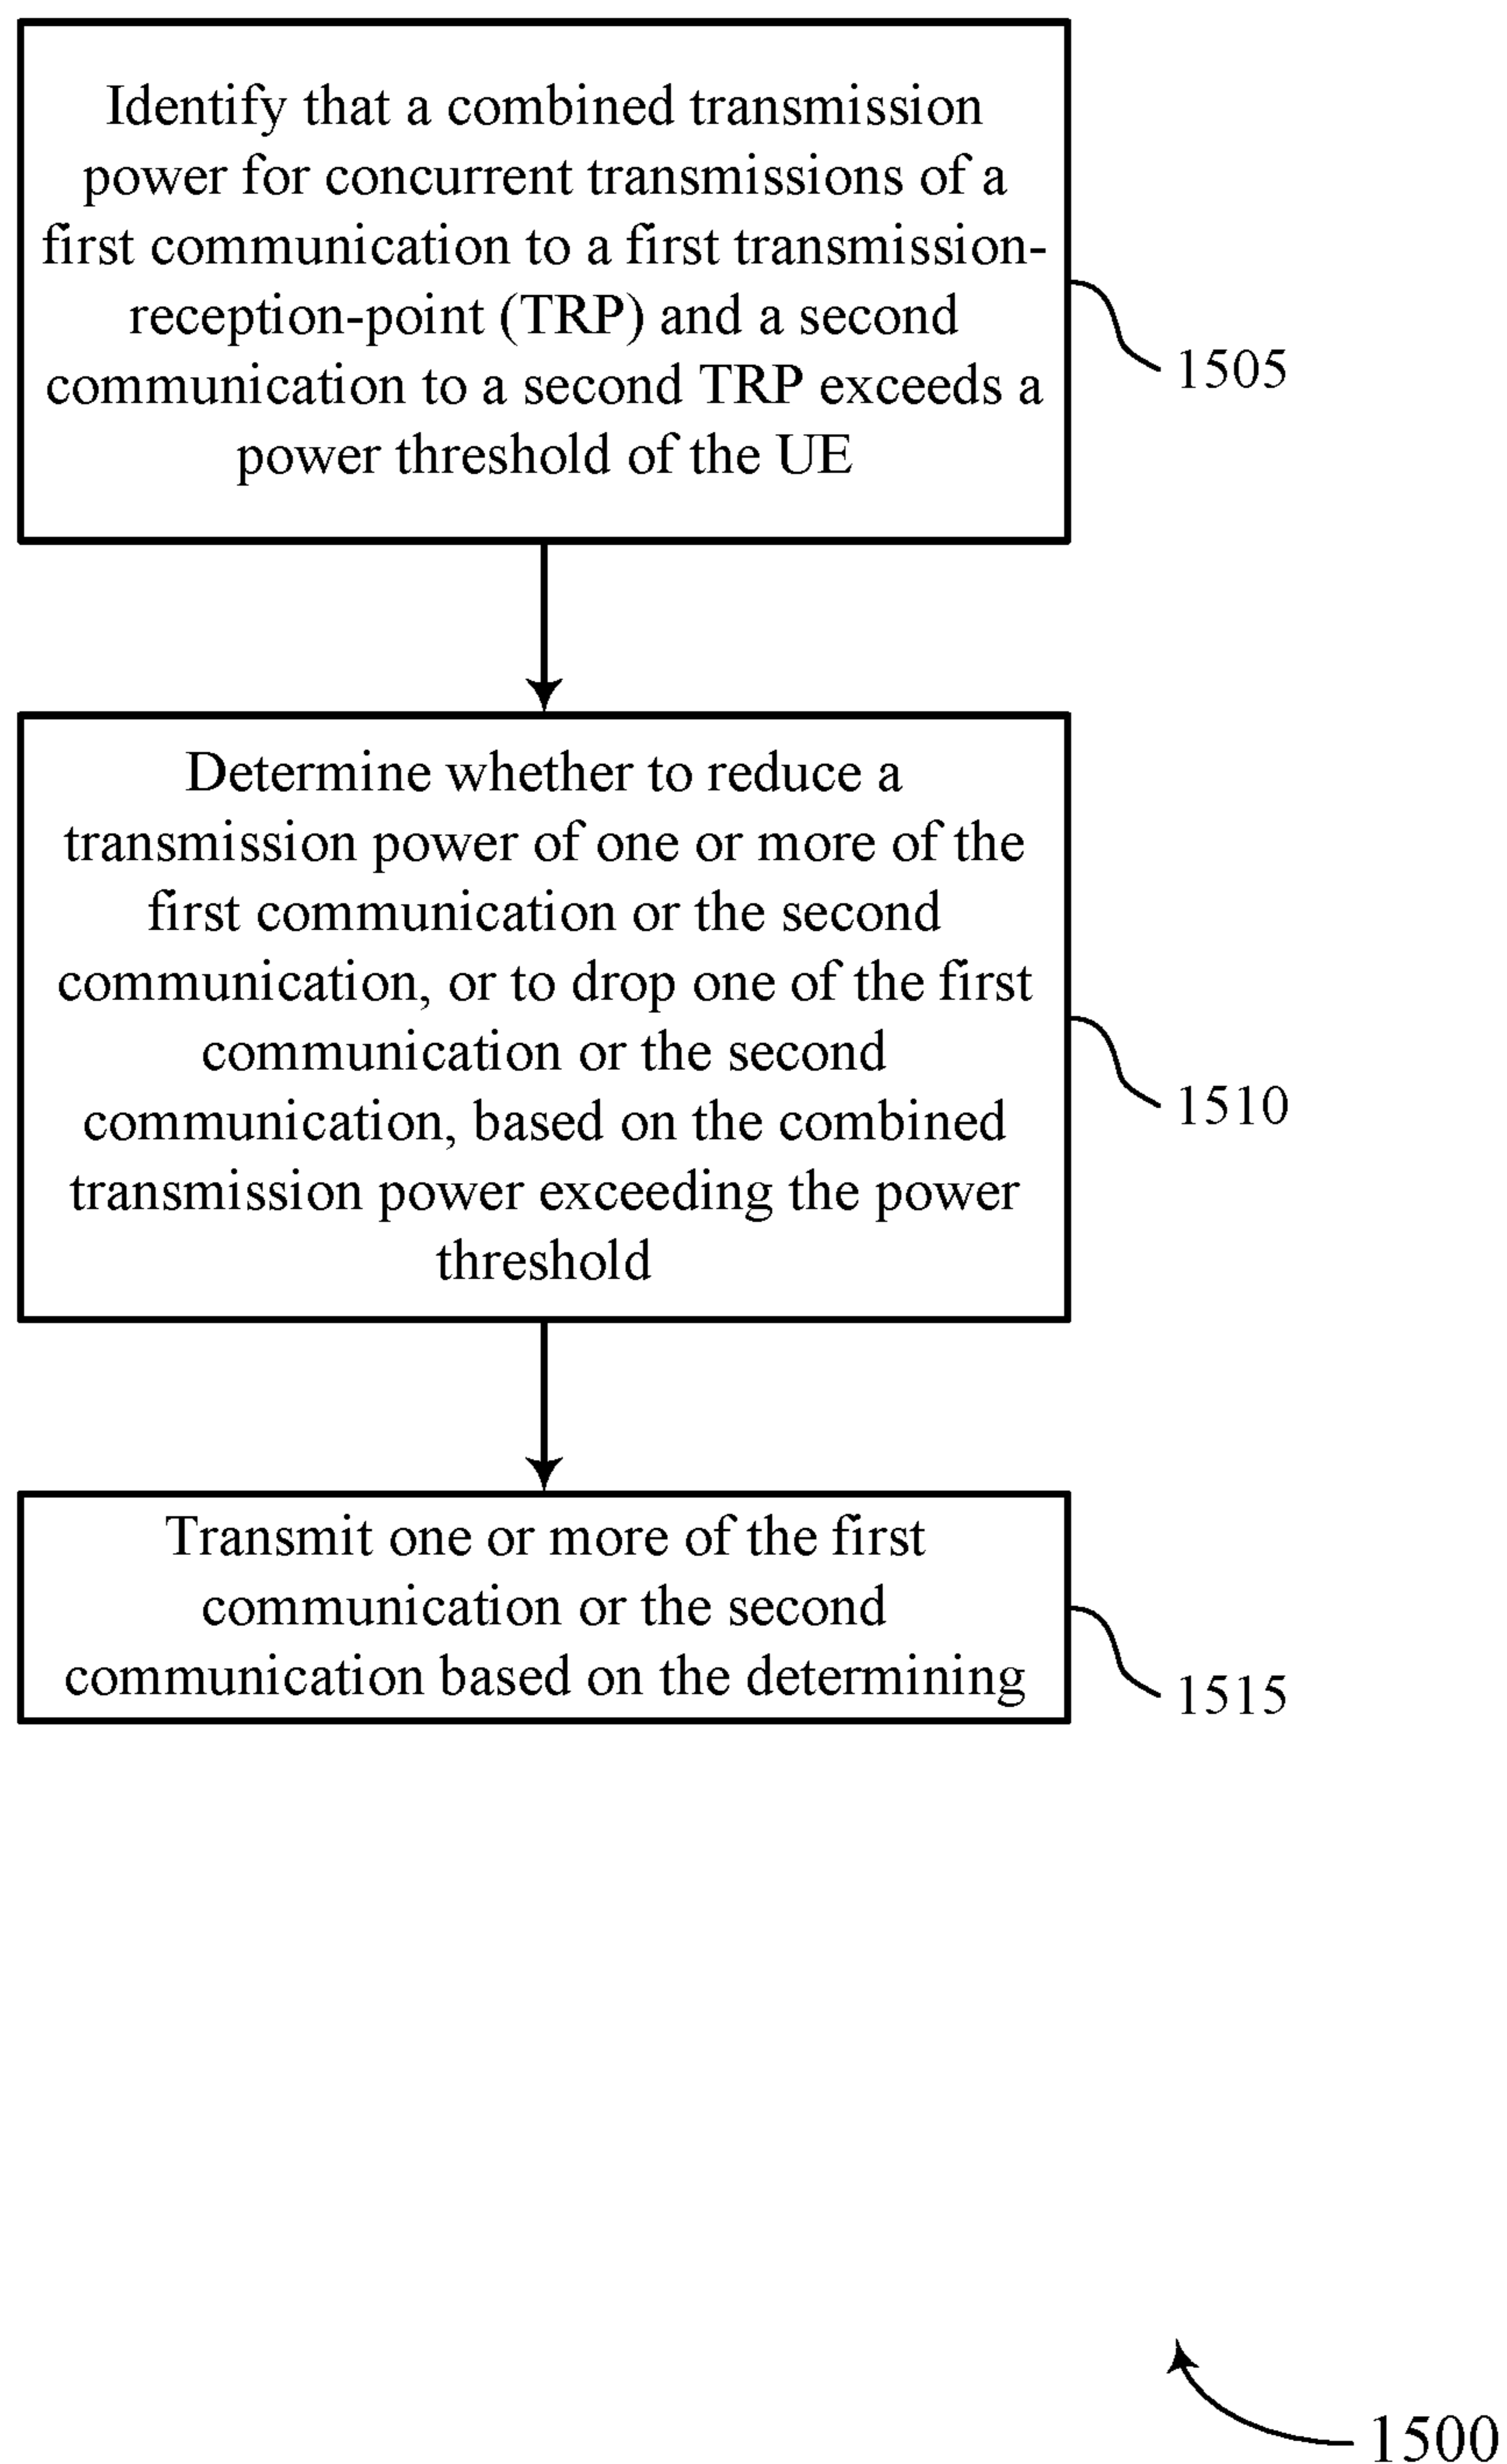 Identify that a combined transmission
power for concurrent transmissions of a
first communication to a first transmission-
reception-point (TRP) and a second
communication to a second TRP exceeds a
power threshold of the UE
1505
Determine whether to reduce a
transmission power of one or more of the
first communication or the second
communication, or to drop one of the first
communication or the second
communication, based on the combined
transmission power exceeding the power
threshold
1510
Transmit one or more of the first
communication or the second
communication based on the determining
1515
1500